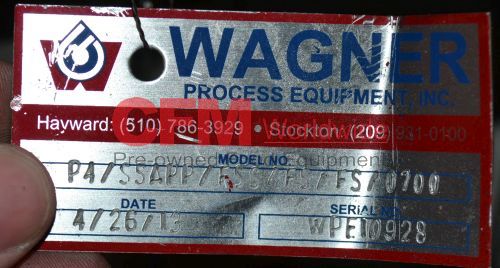 WAGNER
PROCESS EQUIPMENT, INC.
Hayward: (510) 786-3929 • Stockton: (209) 931-0100
CFM
Pre-owned Equipment
MODEL NO.
DATE
SERIAL NO.
4/26/13
WPE10928